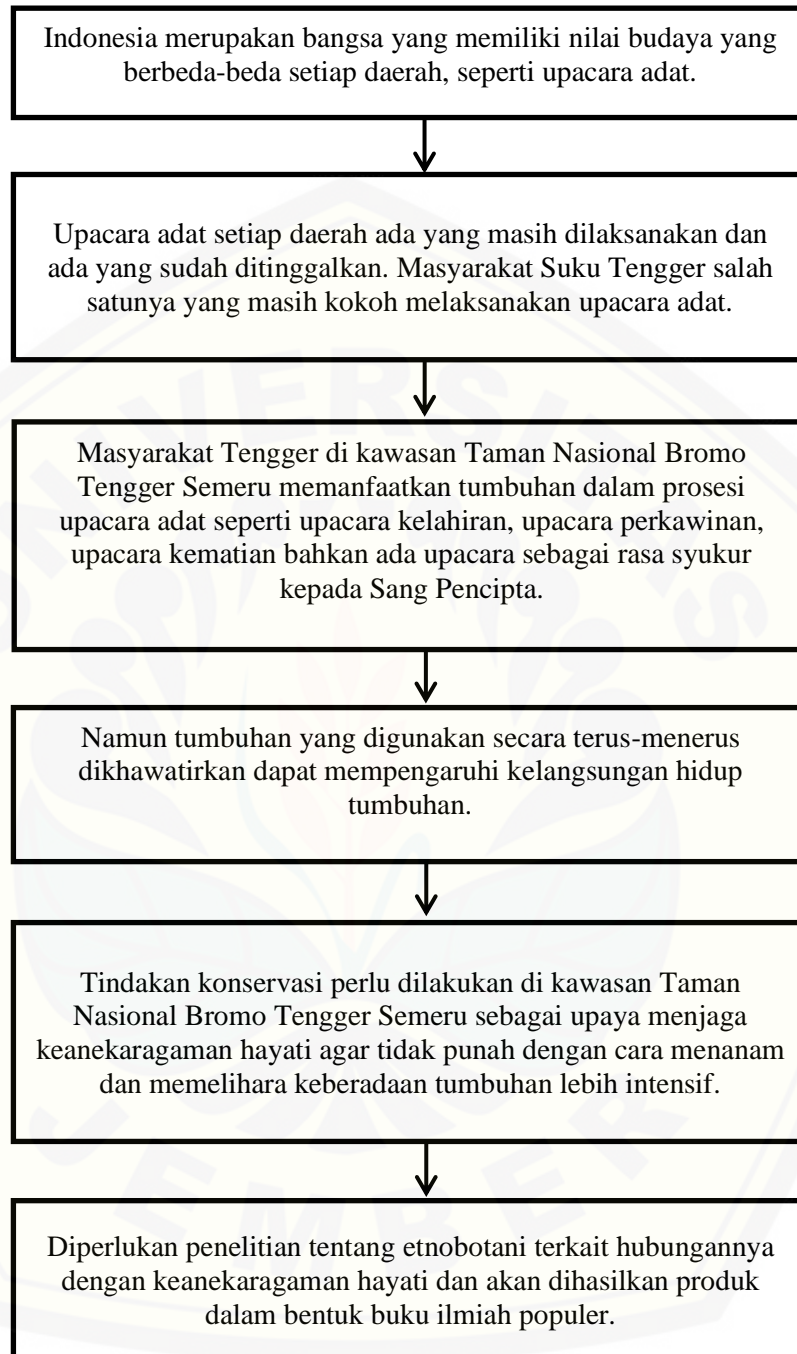 Indonesia merupakan bangsa yang memiliki nilai budaya yang
berbeda-beda setiap daerah, seperti upacara adat.
Upacara adat setiap daerah ada yang masih dilaksanakan dan
ada yang sudah ditinggalkan. Masyarakat Suku Tengger salah
satunya yang masih kokoh melaksanakan upacara adat.
Masyarakat Tengger di kawasan Taman Nasional Bromo
Tengger Semeru memanfaatkan tumbuhan dalam prosesi
upacara adat seperti upacara kelahiran, upacara perkawinan,
upacara kematian bahkan ada upacara sebagai rasa syukur
kepada Sang Pencipta.
Namun tumbuhan yang digunakan secara terus-menerus
dikhawatirkan dapat mempengaruhi kelangsungan hidup
tumbuhan.
Tindakan konservasi perlu dilakukan di kawasan Taman
Nasional Bromo Tengger Semeru sebagai upaya menjaga
keanekaragaman hayati agar tidak punah dengan cara menanam
dan memelihara keberadaan tumbuhan lebih intensif.
Diperlukan penelitian tentang etnobotani terkait hubungannya
dengan keanekaragaman hayati dan akan dihasilkan produk
dalam bentuk buku ilmiah populer.
UNIVERSITAS
JEMBER